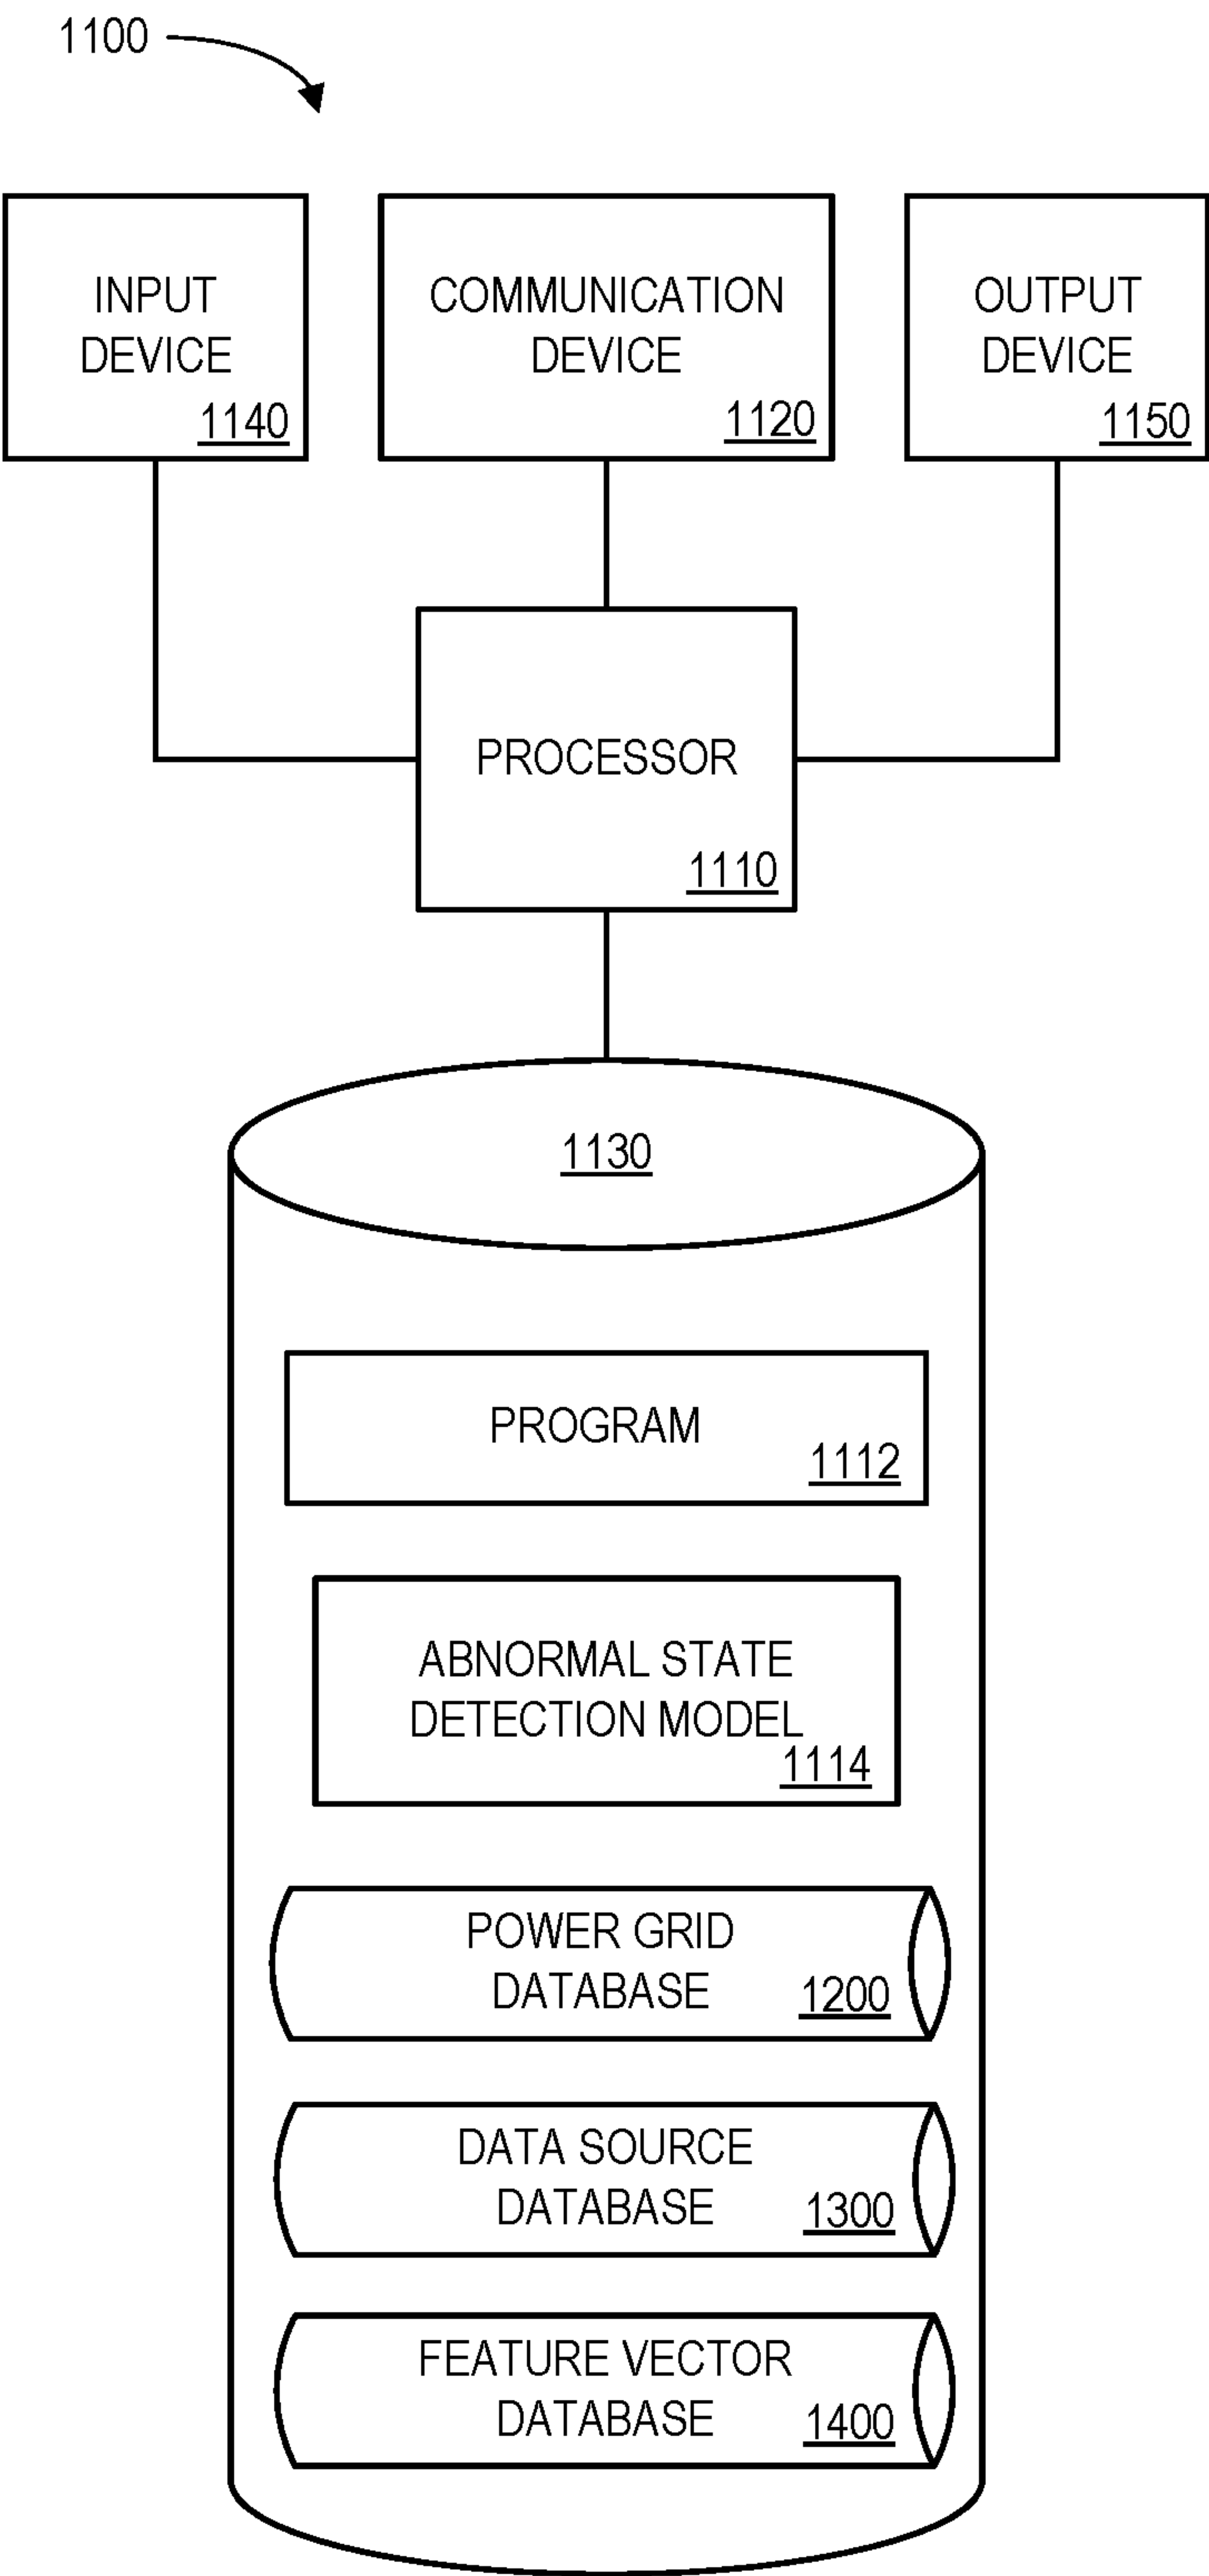 1100
INPUT
DEVICE
1140
COMMUNICATION
DEVICE
1120
OUTPUT
DEVICE
1150
PROCESSOR
1110
1130
PROGRAM
1112
ABNORMAL STATE
DETECTION MODEL
1114
POWER GRID
DATABASE
1200
DATA SOURCE
DATABASE
1300
FEATURE VECTOR
DATABASE
1400